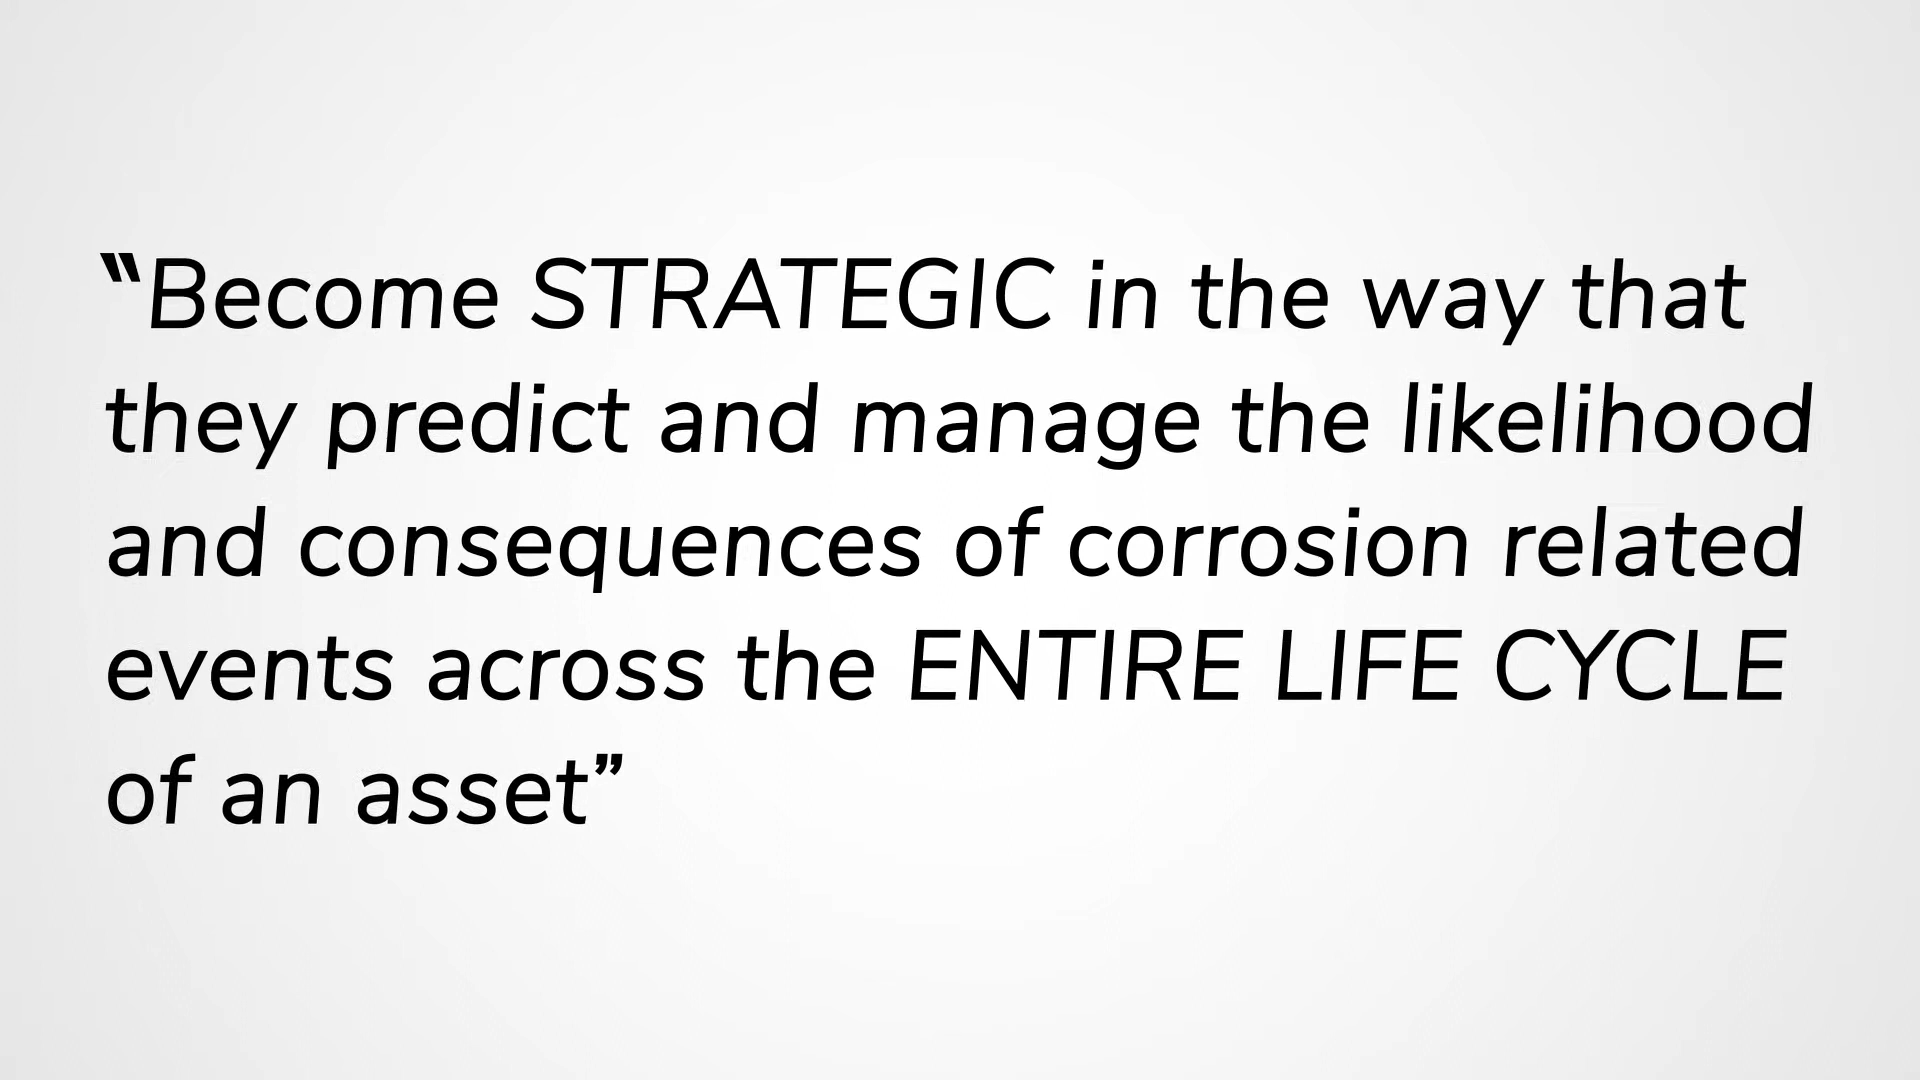 “Become STRATEGIC in the way that
they predict and manage the likelihood
and consequences of corrosion related
events across the ENTIRE LIFE CYCLE
of an asset”